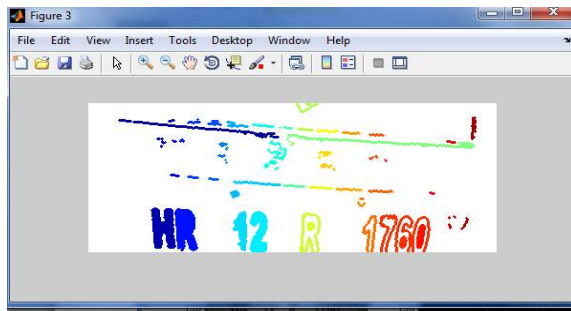 Figure 3
File Edit View Insert Tools Desktop Window Help
HR 12 R 1760